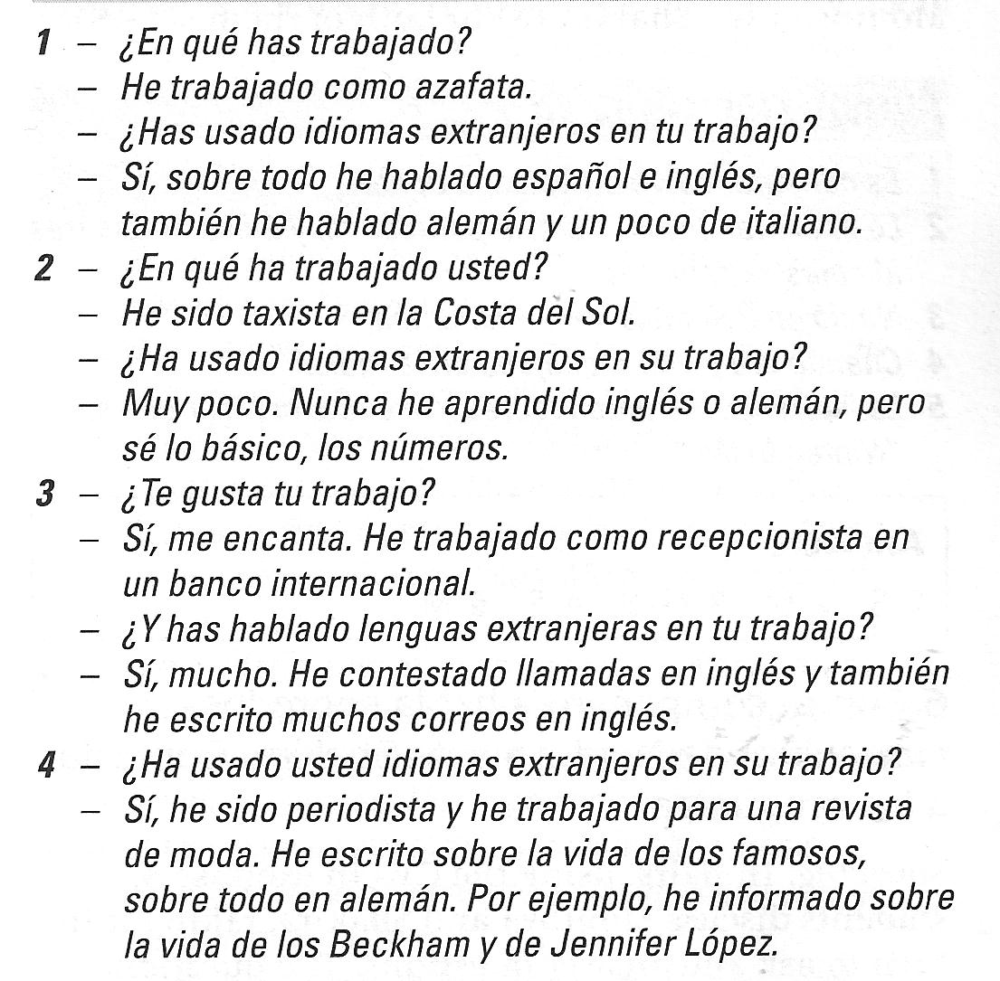 1 – ¿En qué has trabajado?
– He trabajado como azafata.
– ¿Has usado idiomas extranjeros en tu trabajo?
– Sí, sobre todo he hablado español e inglés, pero
también he hablado alemán y un poco de italiano.
2 – ¿En qué ha trabajado usted?
– He sido taxista en la Costa del Sol.
– ¿Ha usado idiomas extranjeros en su trabajo?
– Muy poco. Nunca he aprendido inglés o alemán, pero
sé lo básico, los números.
3 – ¿Te gusta tu trabajo?
– Sí, me encanta. He trabajado como recepcionista en
un banco internacional.
– ¿Y has hablado lenguas extranjeras en tu trabajo?
– Sí, mucho. He contestado llamadas en inglés y también
he escrito muchos correos en inglés.
4 – ¿Ha usado usted idiomas extranjeros en su trabajo?
– Sí, he sido periodista y he trabajado para una revista
de moda. He escrito sobre la vida de los famosos,
sobre todo en alemán. Por ejemplo, he informado sobre
la vida de los Beckham y de Jennifer López.